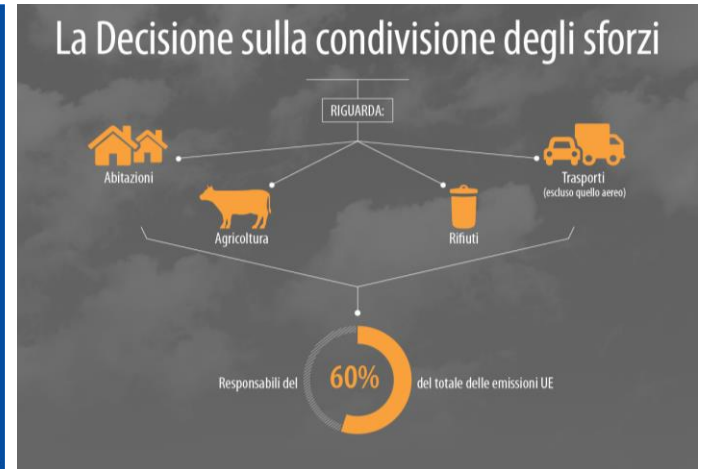 La Decisione sulla condivisione degli sforzi
RIGUARDA:
Abitazioni
Trasporti
(escluso quello aereo)
Agricoltura
Rifiuti
Responsabili del
60%
del totale delle emissioni UE